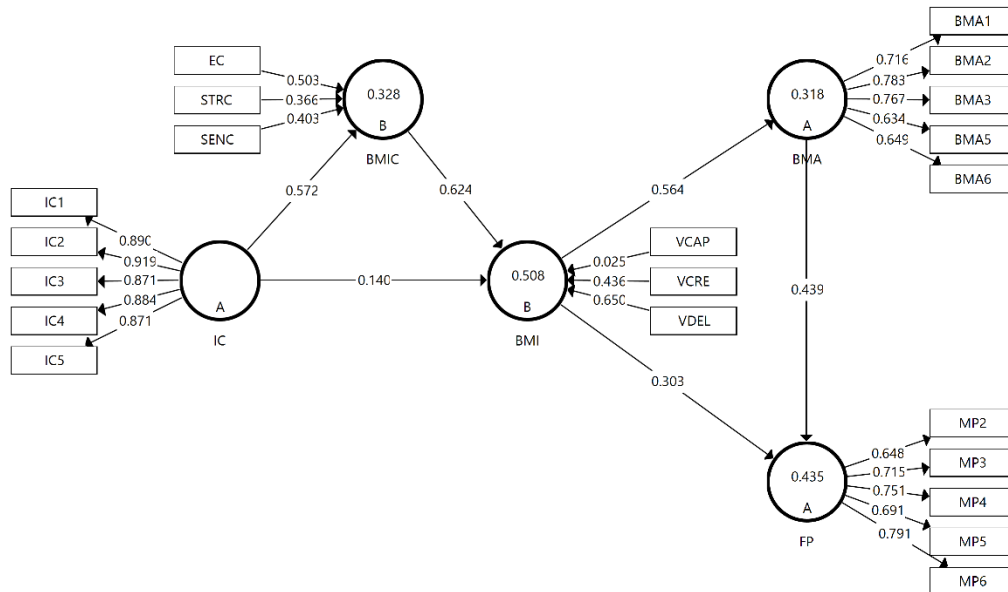 EC
STRC
SENC
0.503
0.366
0.403
0.328
B
BMIC
0.572
0.624
IC1
IC2
IC3
IC4
IC5
0.890
0.919
0.871
0.884
0.871
A
IC
0.140
0.508
B
BMI
VCAP
VCRE
VDEL
0.025
0.436
0.650
0.564
0.303
0.318
A
BMA
0.716
0.783
0.767
0.634
0.649
BMA1
BMA2
BMA3
BMA5
BMA6
0.439
0.435
A
FP
0.648
0.715
0.751
0.691
0.791
MP2
MP3
MP4
MP5
MP6